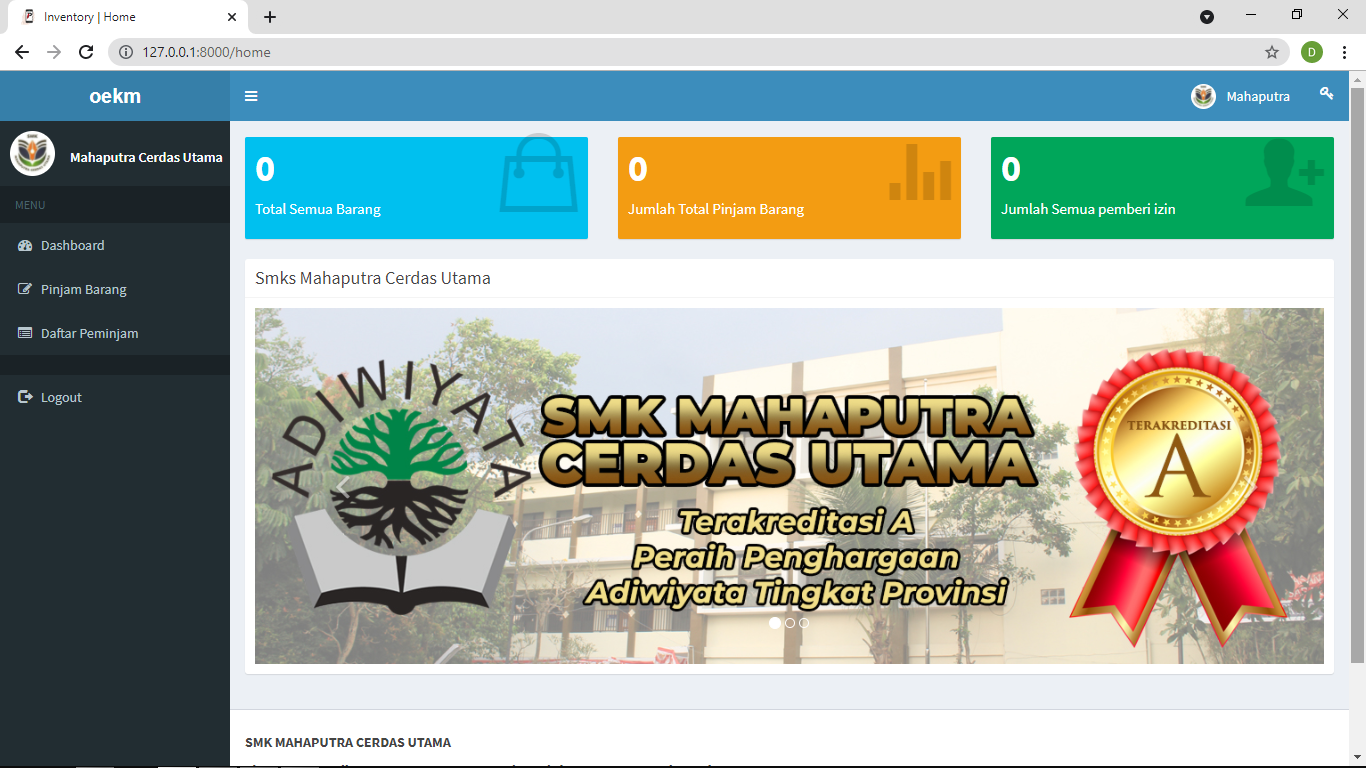 Inventory | Home
127.0.0.1:8000/home
D
oekm
Mahaputra
Mahaputra Cerdas Utama
MENU
Dashboard
Pinjam Barang
Daftar Peminjam
Logout
0
Total Semua Barang
0
Jumlah Total Pinjam Barang
0
Jumlah Semua pemberi izin
Smks Mahaputra Cerdas Utama
ADIWIYATA
SMK MAHAPUTRA
CERDAS UTAMA
Terakreditasi A
Peraih Penghargaan
Adiwiyata Tingkat Provinsi
TERAKREDITASI
A
SMK MAHAPUTRA CERDAS UTAMA